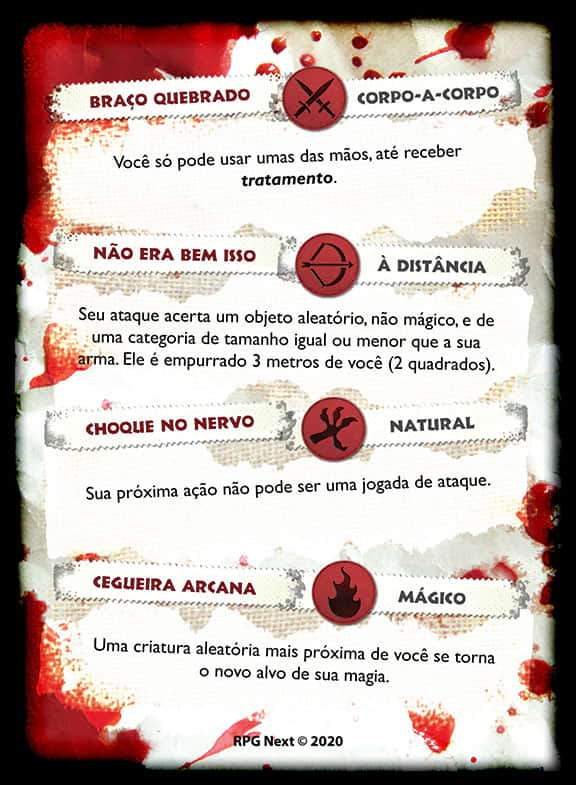 BRAÇO QUEBRADO CORPO-A-CORPO
Você só pode usar umas das mãos, até receber
tratamento.
NÃO ERA BEM ISSO À DISTÂNCIA
Seu ataque acerta um objeto aleatório, não mágico, e de
uma categoria de tamanho igual ou menor que a sua
arma. Ele é empurrado 3 metros de você (2 quadrados).
CHOQUE NO NERVO NATURAL
Sua próxima ação não pode ser uma jogada de ataque.
CEGUEIRA ARCANA MÁGICO
Uma criatura aleatória mais próxima de você se torna
o novo alvo de sua magia.
RPG Next © 2020